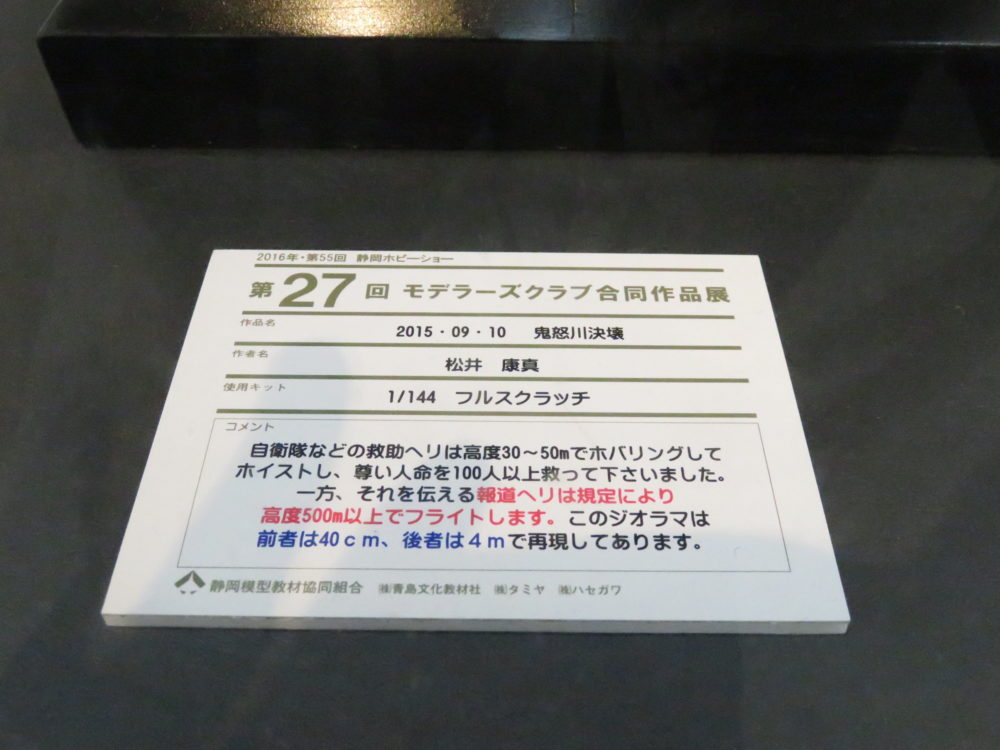 2016年・第55回 静岡ホビーショー
第27回 モデラーズクラブ合同作品展
作品名
2015・09・10 鬼怒川決壊
作者名
松井 康真
使用キット
1/144 フルスクラッチ
コメント
自衛隊などの救助ヘリは高度30～50mでホバリングして
ホイストし、尊い人命を100人以上救って下さいました。
一方、それを伝える報道ヘリは規定により
高度500m以上でフライトします。このジオラマは
前者は40ｃｍ、後者は４ｍで再現してあります。
静岡模型教材協同組合 ㈱青島文化教材社 ㈱タミヤ ㈱ハセガワ